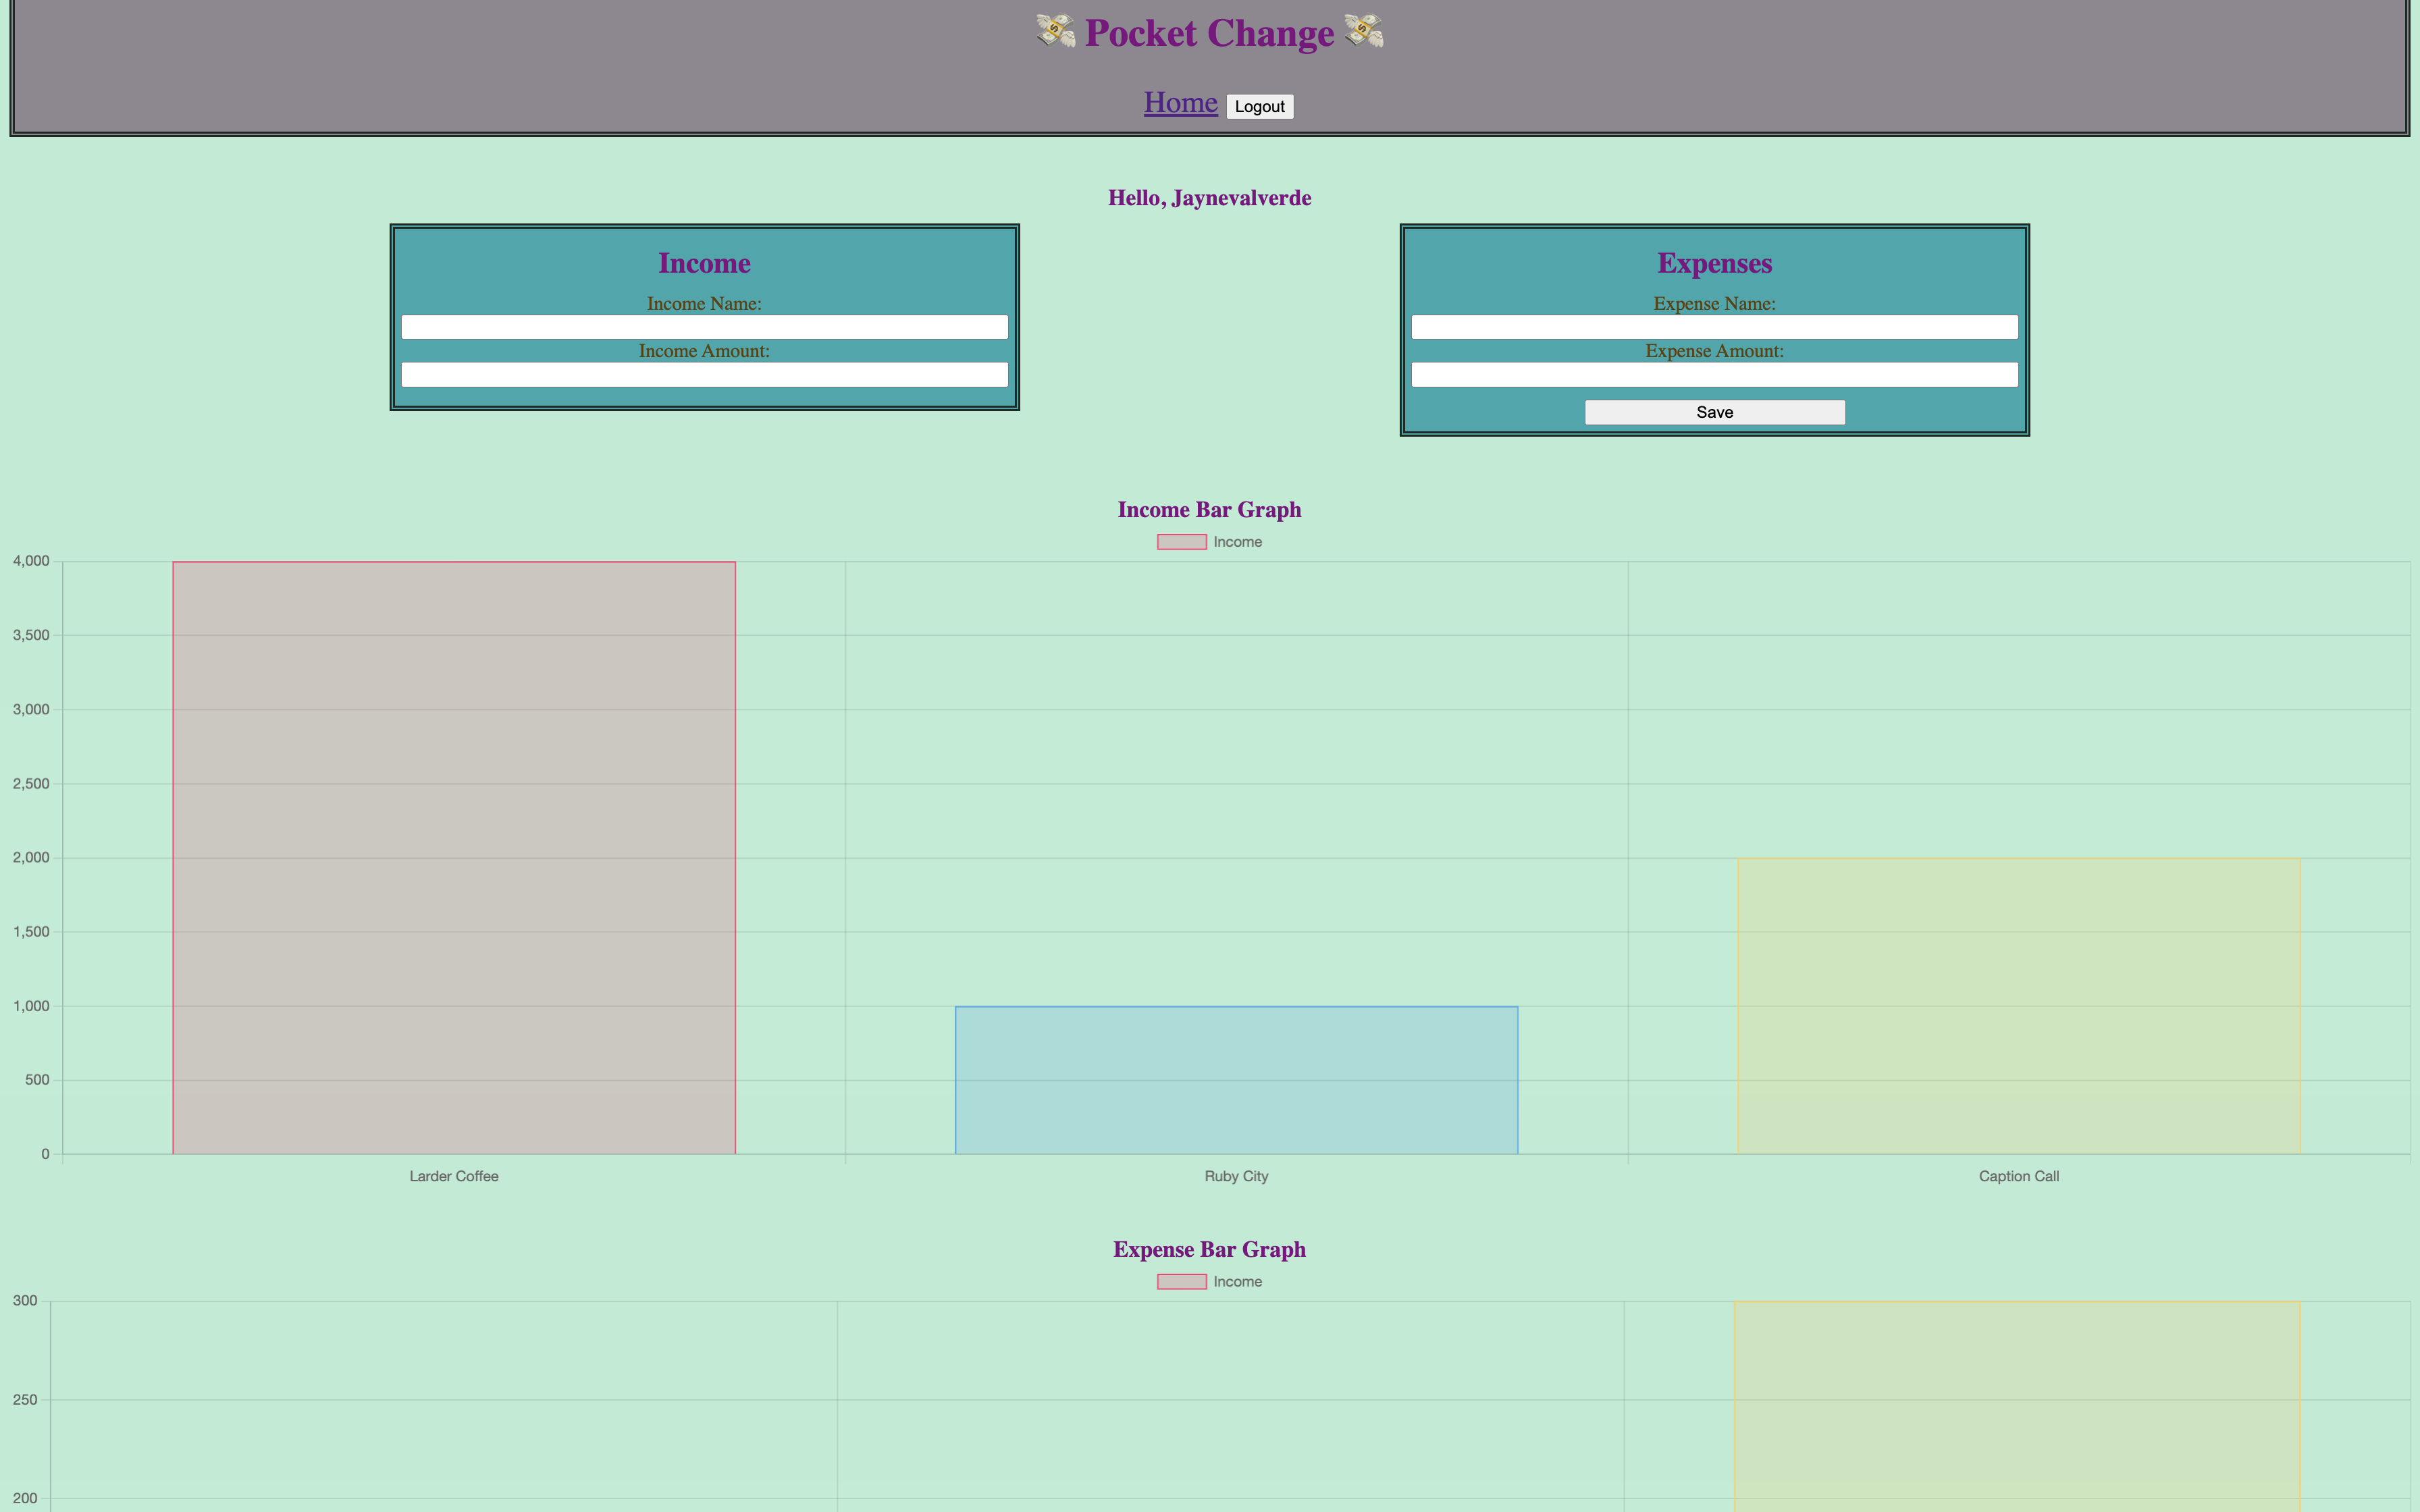 💸 Pocket Change 💸
Home Logout
Hello, Jaynevalverde
Income
Income Name:
Income Amount:
Expenses
Expense Name:
Expense Amount:
Save
Income Bar Graph
Income
4,000
3,500
3,000
2,500
2,000
1,500
1,000
500
0
Larder Coffee Ruby City Caption Call
Expense Bar Graph
Income
300
250
200